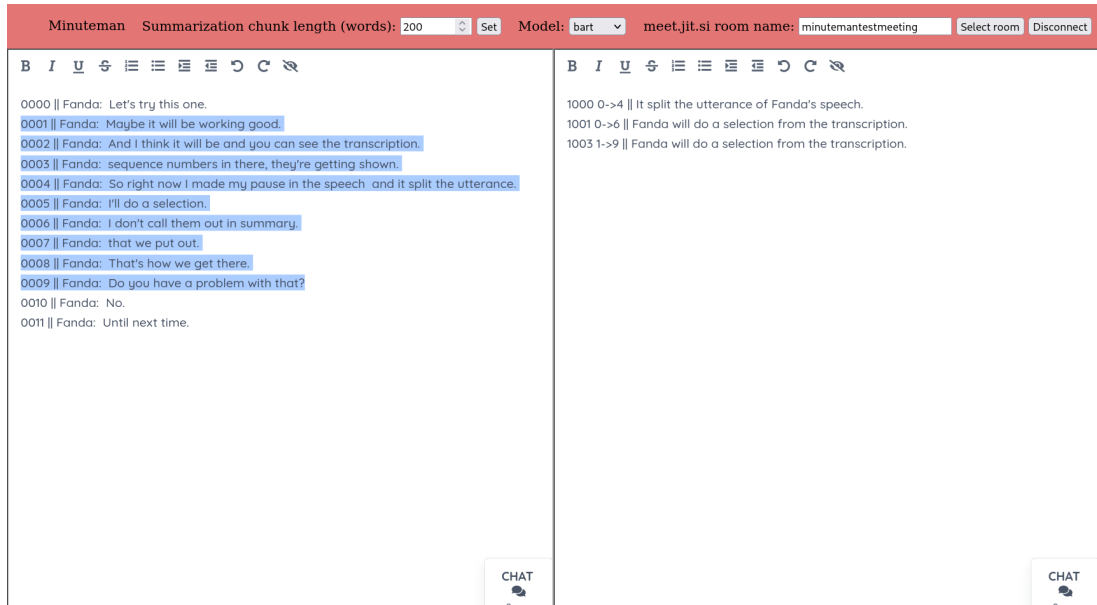 Minuteman Summarization chunk length (words): 200 Set Model: bart meet.jit.si room name: minutemantestmeeting Select room Disconnect
B I U S
0000 || Fanda:  Let's try this one.
0001 || Fanda:  Maybe it will be working good.
0002 || Fanda:  And I think it will be and you can see the transcription.
0003 || Fanda:  sequence numbers in there, they're getting shown.
0004 || Fanda:  So right now I made my pause in the speech  and it split the utterance.
0005 || Fanda:  I'll do a selection.
0006 || Fanda:  I don't call them out in summary.
0007 || Fanda:  that we put out.
0008 || Fanda:  That's how we get there.
0009 || Fanda:  Do you have a problem with that?
0010 || Fanda:  No.
0011 || Fanda:  Until next time.
CHAT
B I U S
1000 0->4 || It split the utterance of Fanda's speech.
1001 0->6 || Fanda will do a selection from the transcription.
1003 1->9 || Fanda will do a selection from the transcription.
CHAT